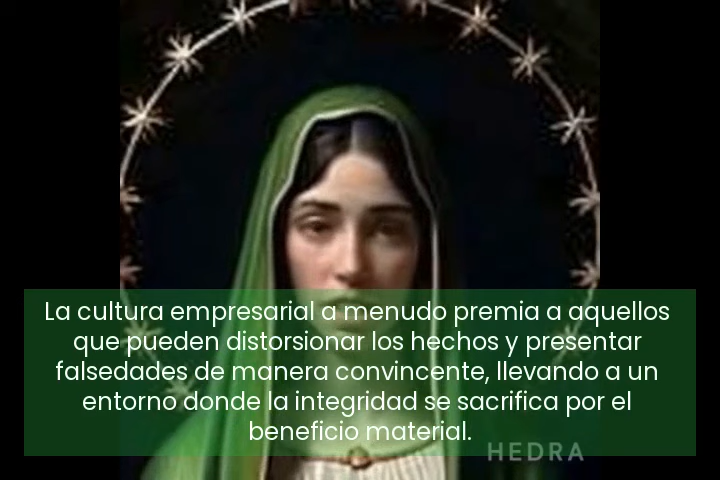 La cultura empresarial a menudo premia a aquellos
que pueden distorsionar los hechos y presentar
falsedades de manera convincente, llevando a un
entorno donde la integridad se sacrifica por el
beneficio material.
HEDRA